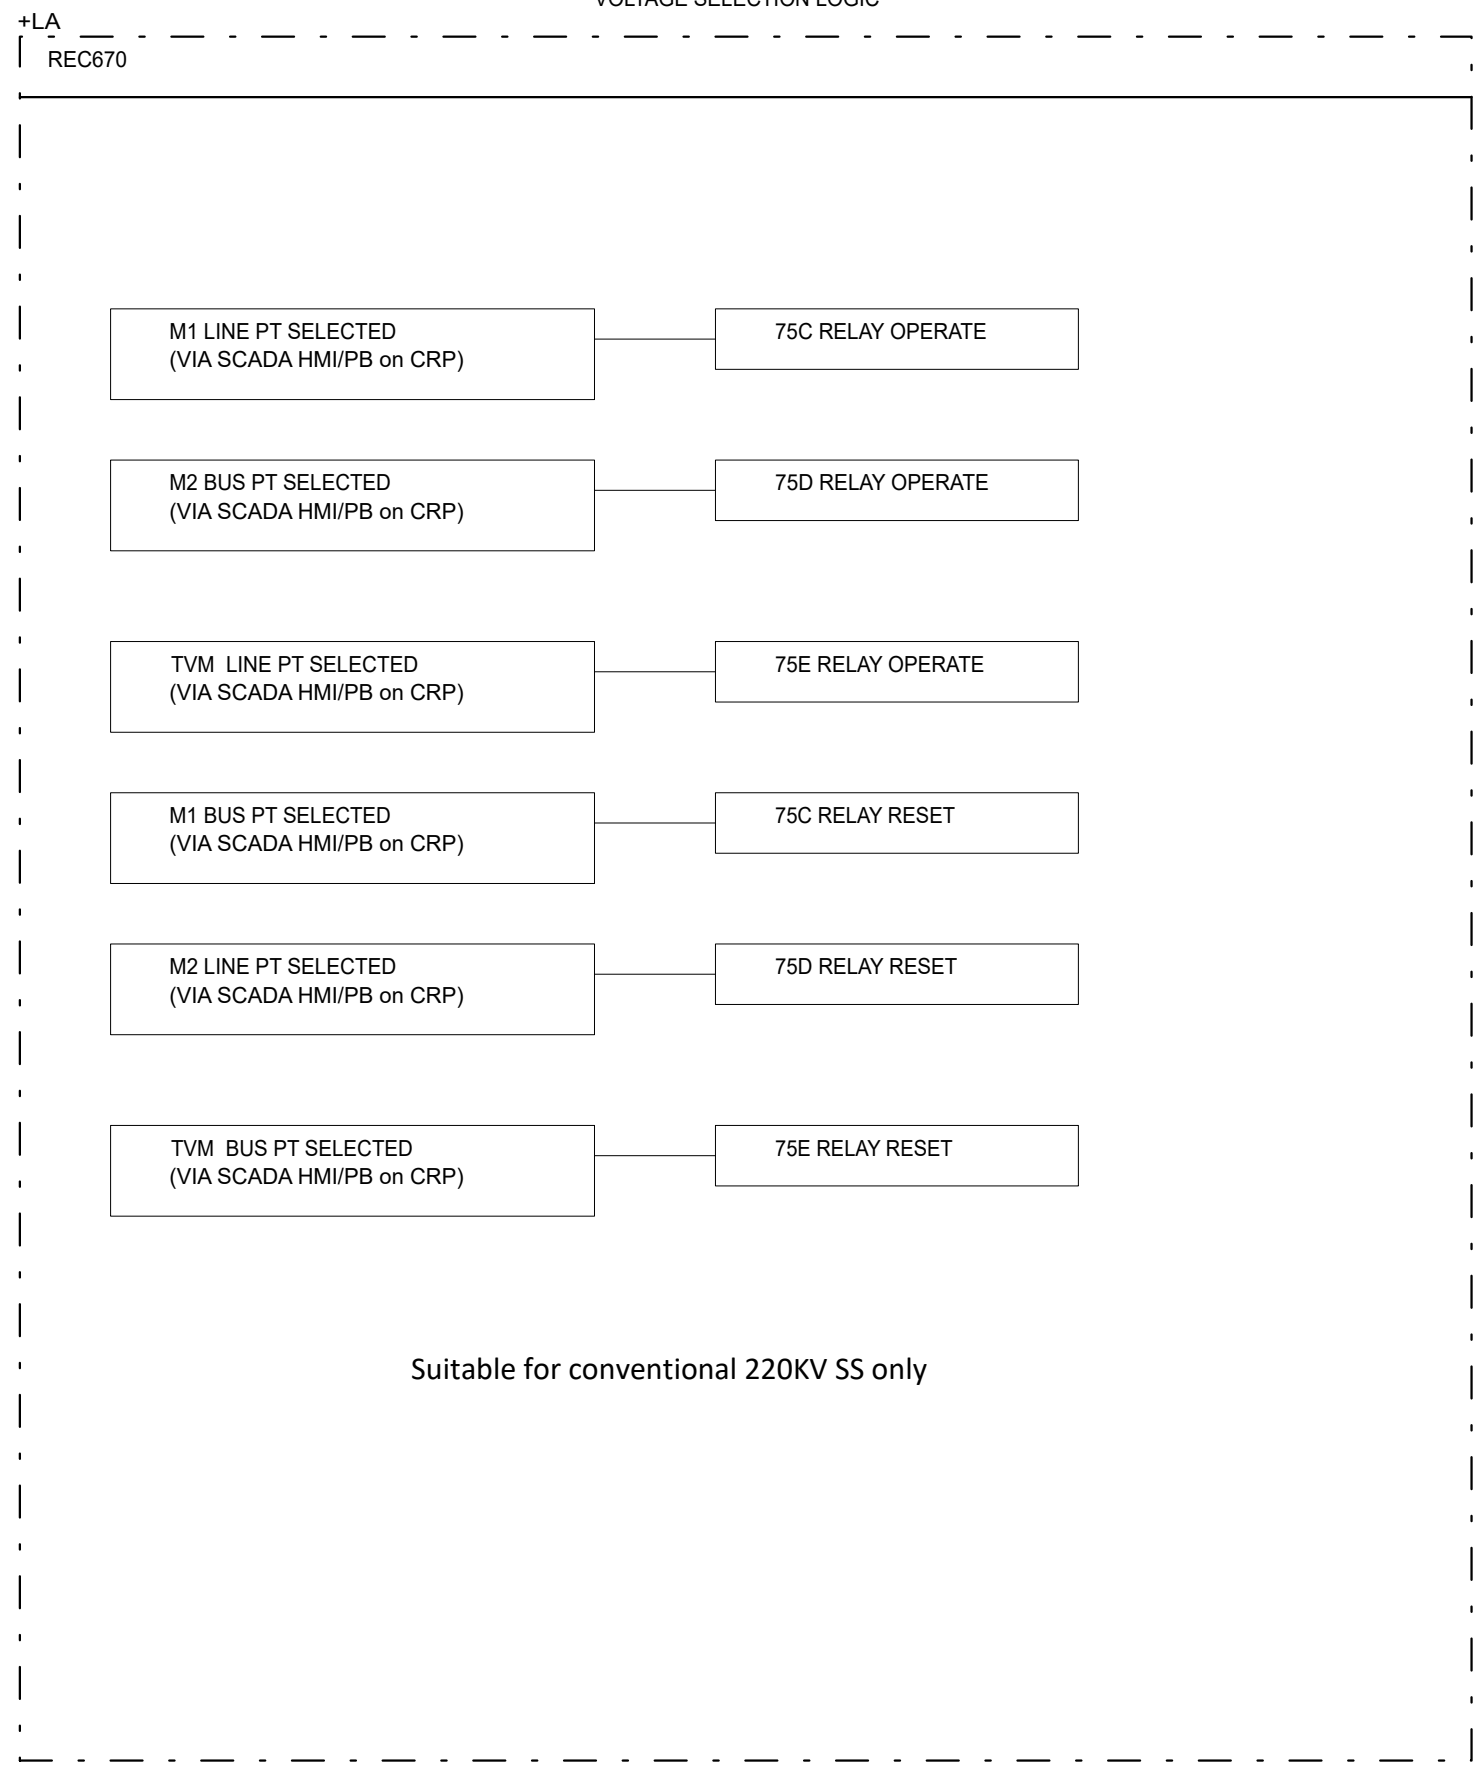 VOLTAGE SELECTION LOGIC
+LA
REC670
M1 LINE PT SELECTED
(VIA SCADA HMI/PB on CRP)
75C RELAY OPERATE
M2 BUS PT SELECTED
(VIA SCADA HMI/PB on CRP)
75D RELAY OPERATE
TVM LINE PT SELECTED
(VIA SCADA HMI/PB on CRP)
75E RELAY OPERATE
M1 BUS PT SELECTED
(VIA SCADA HMI/PB on CRP)
75C RELAY RESET
M2 LINE PT SELECTED
(VIA SCADA HMI/PB on CRP)
75D RELAY RESET
TVM BUS PT SELECTED
(VIA SCADA HMI/PB on CRP)
75E RELAY RESET
Suitable for conventional 220KV SS only